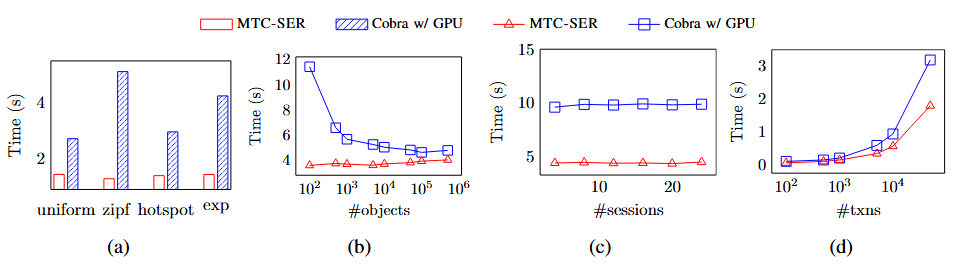 MTC-SER Cobra w/ GPU MTC-SER Cobra w/ GPU
Time (s)
4
2
uniform zipf hotspot exp
(a)
Time (s)
12
10
8
6
4
10^2 10^3 10^4 10^5 10^6
#objects
(b)
Time (s)
15
10
5
10 20
#sessions
(c)
Time (s)
3
2
1
0
10^2 10^3 10^4
#txns
(d)